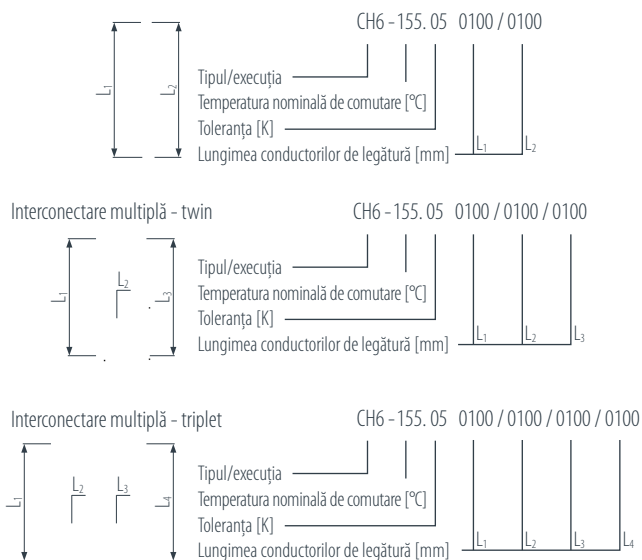 CH6 - 155. 05 0100 / 0100
L₁
L₂
Tipul/execuția
Temperatura nominală de comutare [°C]
Toleranța [K]
Lungimea conductorilor de legătură [mm]
L₁
L₂
Interconectare multiplă - twin
CH6 - 155. 05 0100 / 0100 / 0100
L₁
L₂
L₃
Tipul/execuția
Temperatura nominală de comutare [°C]
Toleranța [K]
Lungimea conductorilor de legătură [mm]
L₁
L₂
L₃
Interconectare multiplă - triplet
CH6 - 155. 05 0100 / 0100 / 0100 / 0100
L₁
L₂
L₃
L₄
Tipul/execuția
Temperatura nominală de comutare [°C]
Toleranța [K]
Lungimea conductorilor de legătură [mm]
L₁
L₂
L₃
L₄